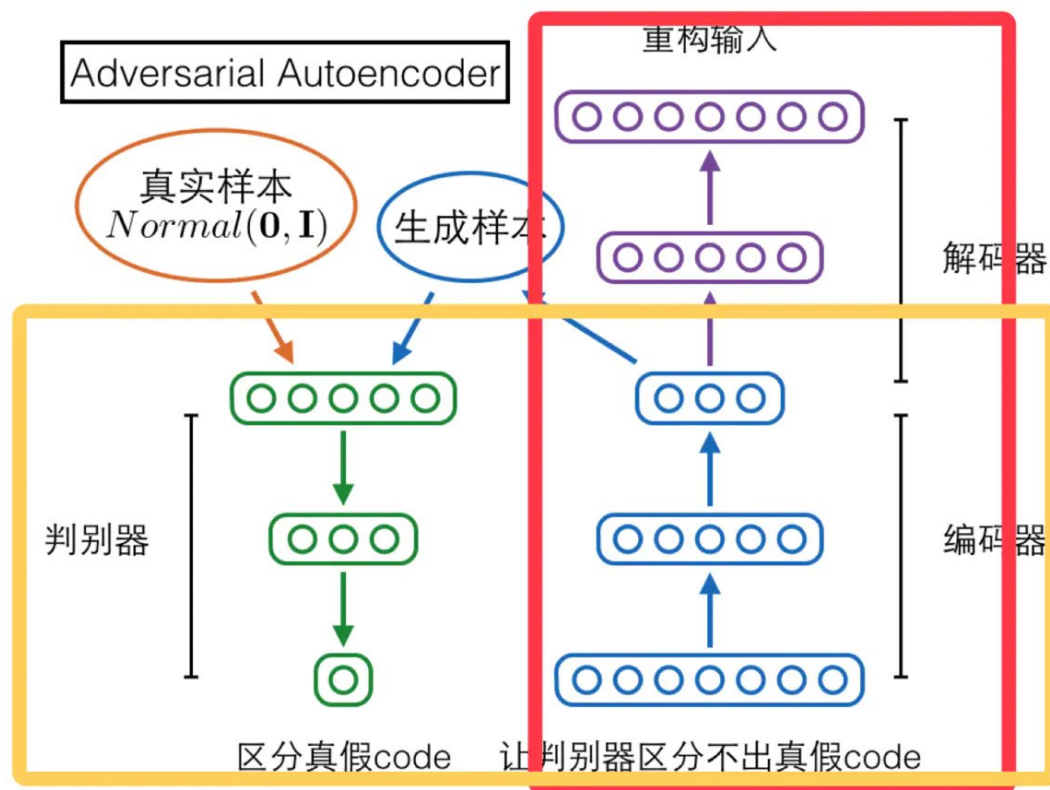 重构输入
Adversarial Autoencoder
真实样本
Normal(0, I)
生成样本
解码器
判别器
编码器
区分真假code
让判别器区分不出真假code